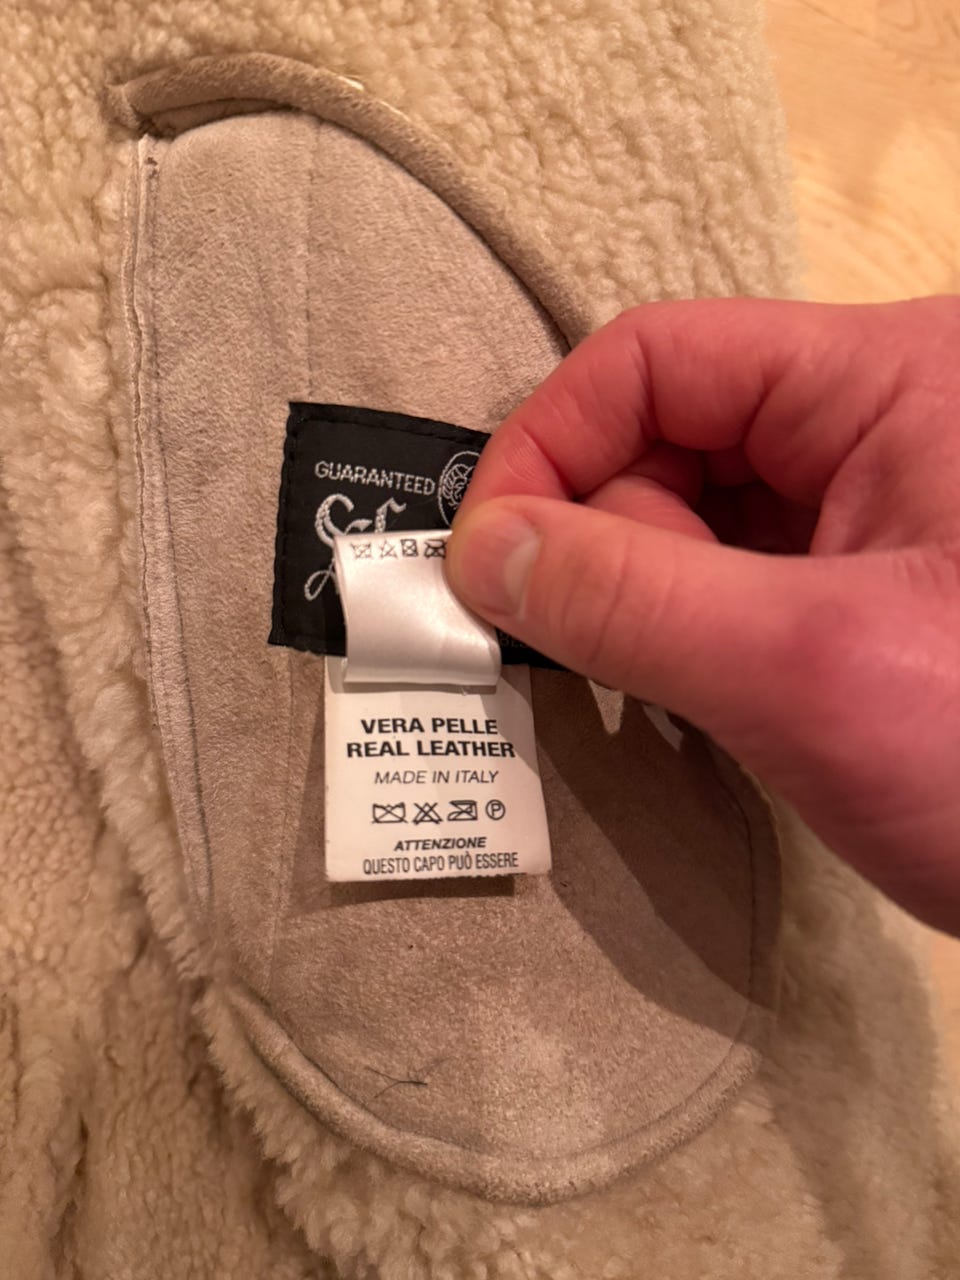 GUARANTEED
VERA PELLE
REAL LEATHER
MADE IN ITALY
P
ATTENZIONE
QUESTO CAPO PUÒ ESSERE